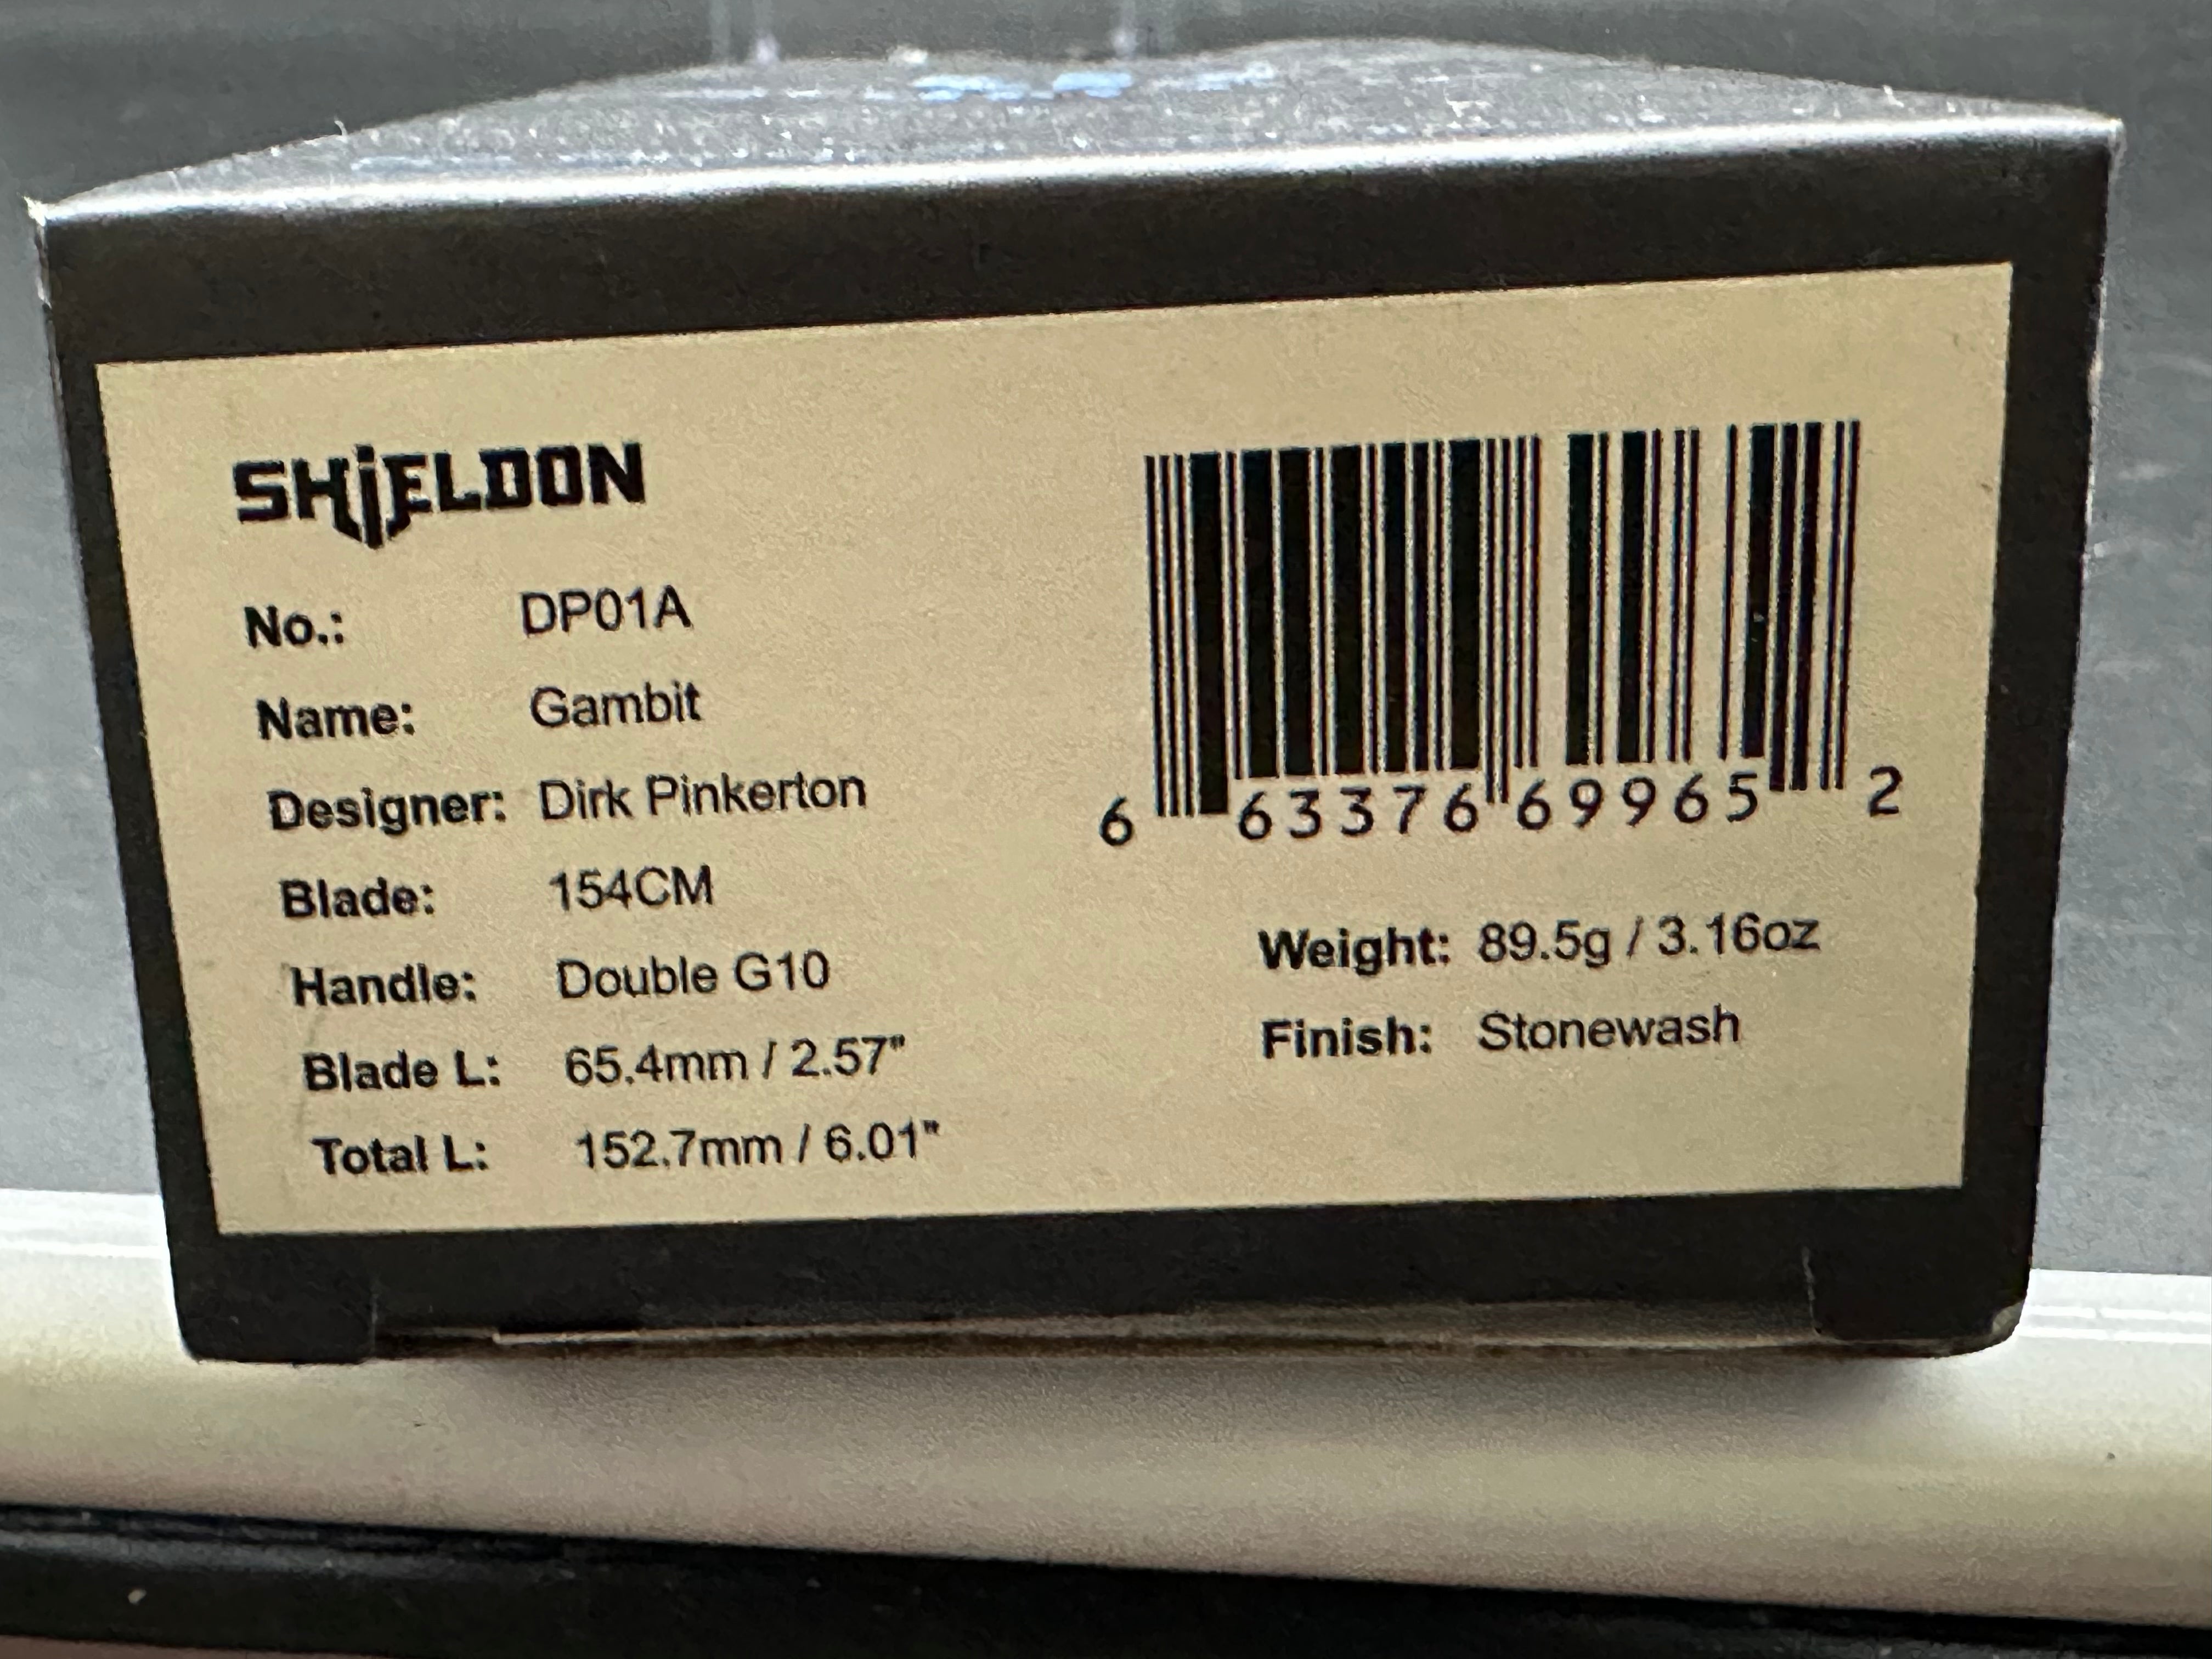 SHiELDON
No.: DP01A
Name: Gambit
Designer: Dirk Pinkerton
Blade: 154CM
Handle: Double G10
Blade L: 65.4mm / 2.57"
Total L: 152.7mm / 6.01"
6 63376 69965 2
Weight: 89.5g / 3.16oz
Finish: Stonewash